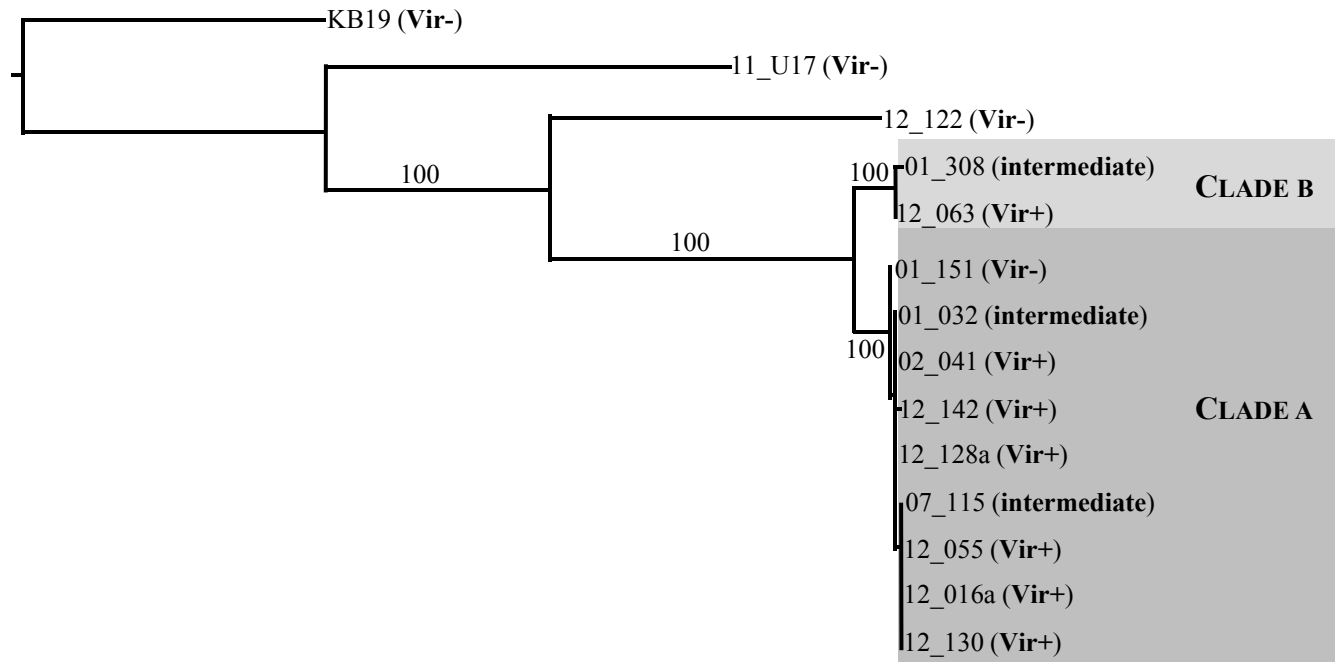 KB19 (Vir-)
11_U17 (Vir-)
12_122 (Vir-)
100
100
100
01_308 (intermediate)
CLADE B
12_063 (Vir+)
01_151 (Vir-)
01_032 (intermediate)
100
02_041 (Vir+)
12_142 (Vir+)
CLADE A
12_128a (Vir+)
07_115 (intermediate)
12_055 (Vir+)
12_016a (Vir+)
12_130 (Vir+)